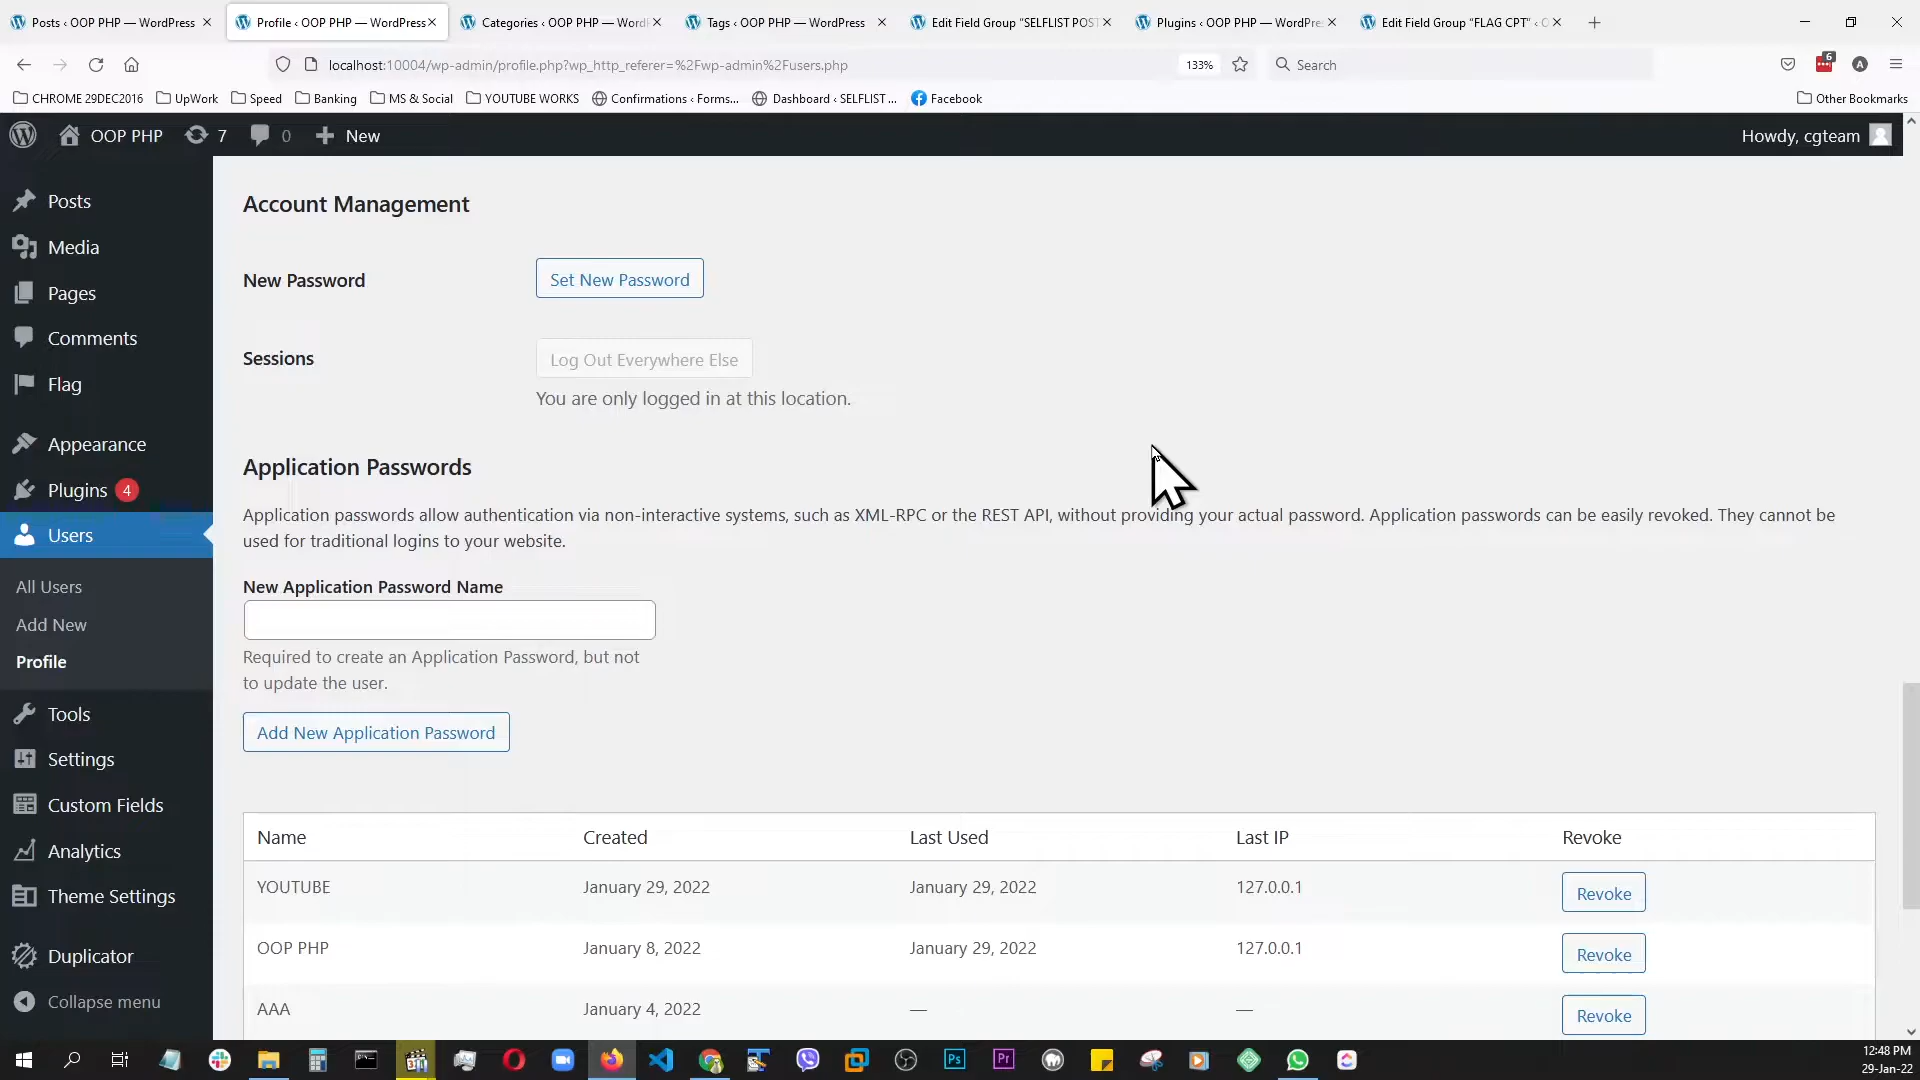 Posts ‹ OOP PHP — WordPress
Profile ‹ OOP PHP — WordPress
Categories ‹ OOP PHP — Word
Tags ‹ OOP PHP — WordPress
Edit Field Group "SELFLIST POST
Plugins ‹ OOP PHP — WordPre
Edit Field Group "FLAG CPT" ‹ O
localhost:10004/wp-admin/profile.php?wp_http_referer=%2Fwp-admin%2Fusers.php
133%
Search
6
A
CHROME 29DEC2016
UpWork
Speed
Banking
MS & Social
YOUTUBE WORKS
Confirmations ‹ Forms...
Dashboard ‹ SELFLIST ...
Facebook
Other Bookmarks
OOP PHP
7
0
New
Howdy, cgteam
Posts
Media
Pages
Comments
Flag
Appearance
Plugins 4
Users
All Users
Add New
Profile
Tools
Settings
Custom Fields
Analytics
Theme Settings
Duplicator
Collapse menu
Account Management
New Password
Set New Password
Sessions
Log Out Everywhere Else
You are only logged in at this location.
Application Passwords
Application passwords allow authentication via non-interactive systems, such as XML-RPC or the REST API, without providing your actual password. Application passwords can be easily revoked. They cannot be
used for traditional logins to your website.
New Application Password Name
Required to create an Application Password, but not
to update the user.
Add New Application Password
Name Created Last Used Last IP Revoke
YOUTUBE January 29, 2022 January 29, 2022 127.0.0.1 Revoke
OOP PHP January 8, 2022 January 29, 2022 127.0.0.1 Revoke
AAA January 4, 2022 — — Revoke
Ps
Pr
12:48 PM
29-Jan-22